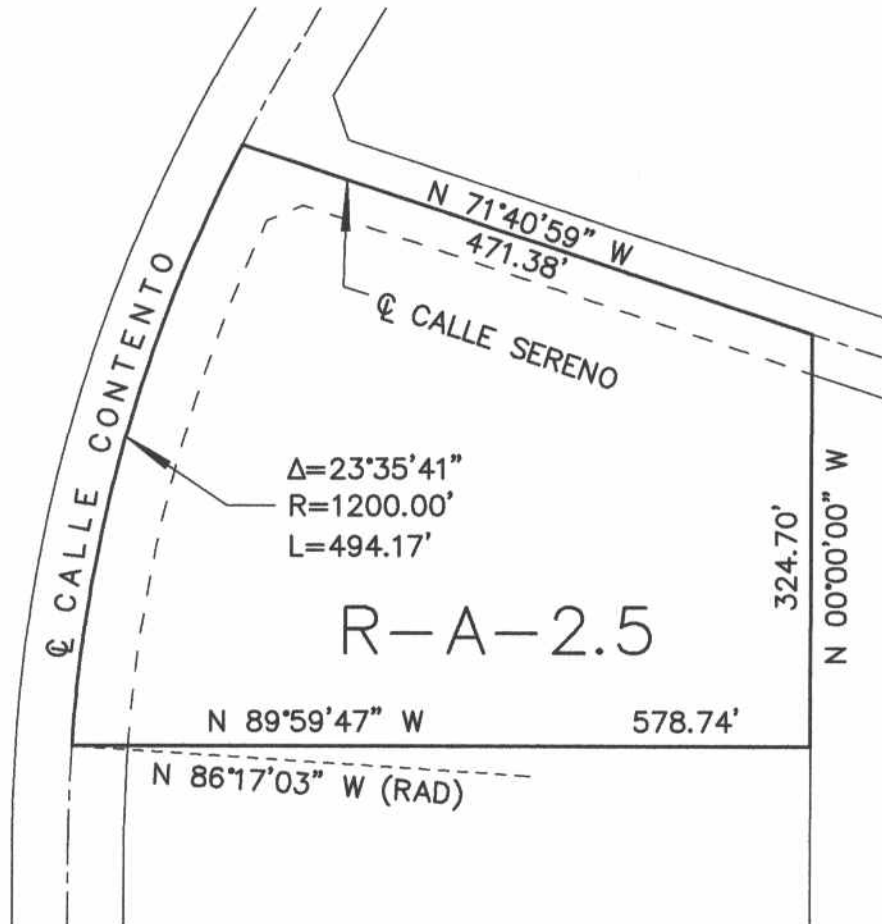 N 71°40'59" W
471.38'
℄ CALLE SERENO
℄ CALLE CONTENTO
Δ=23°35'41"
R=1200.00'
L=494.17'
324.70'
N 00°00'00" W
R-A-2.5
N 89°59'47" W
578.74'
N 86°17'03" W (RAD)